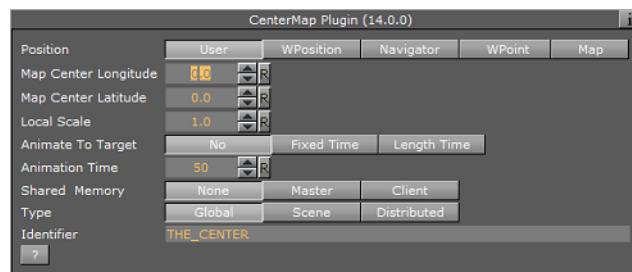 CenterMap Plugin (14.0.0) i
Position User WPosition Navigator WPoint Map
Map Center Longitude 0.0 R
Map Center Latitude 0.0 R
Local Scale 1.0 R
Animate To Target No Fixed Time Length Time
Animation Time 50 R
Shared Memory None Master Client
Type Global Scene Distributed
Identifier THE_CENTER
?